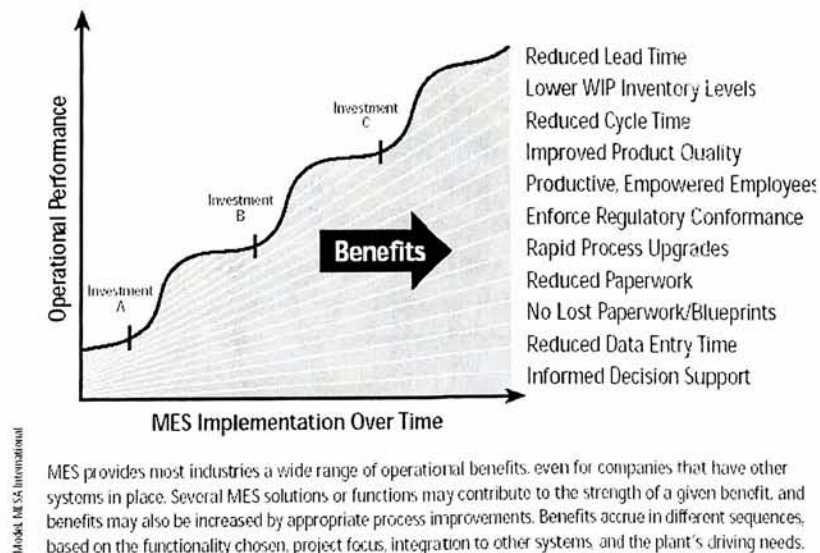 Operational Performance
Investment
A
Investment
B
Investment
C
Benefits
Reduced Lead Time
Lower WIP Inventory Levels
Reduced Cycle Time
Improved Product Quality
Productive, Empowered Employees
Enforce Regulatory Conformance
Rapid Process Upgrades
Reduced Paperwork
No Lost Paperwork/Blueprints
Reduced Data Entry Time
Informed Decision Support
MES Implementation Over Time
Model: MESA International
MES provides most industries a wide range of operational benefits, even for companies that have other
systems in place. Several MES solutions or functions may contribute to the strength of a given benefit, and
benefits may also be increased by appropriate process improvements. Benefits accrue in different sequences,
based on the functionality chosen, project focus, integration to other systems, and the plant's driving needs.